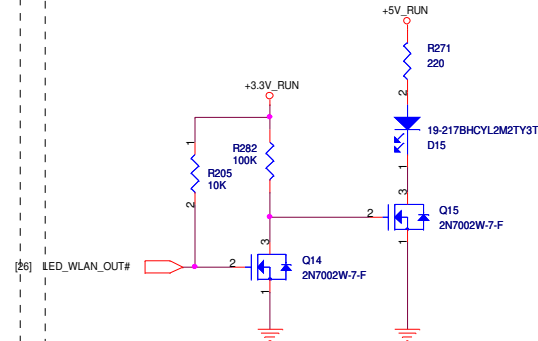 +5V_RUN
R271
220
2
+3.3V_RUN
19-217BHCYL2M2TY3T
D15
1
R282
100K
1
R205
10K
2
3
2
Q15
2N7002W-7-F
1
3
[26] LED_WLAN_OUT#
2
Q14
2N7002W-7-F
1